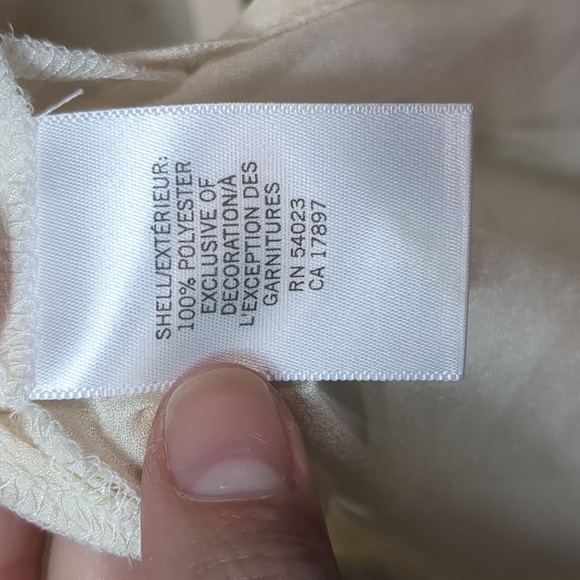 SHELL/EXTÉRIEUR:
100% POLYESTER
EXCLUSIVE OF
DECORATION/À
L'EXCEPTION DES
GARNITURES
RN 54023
CA 17897